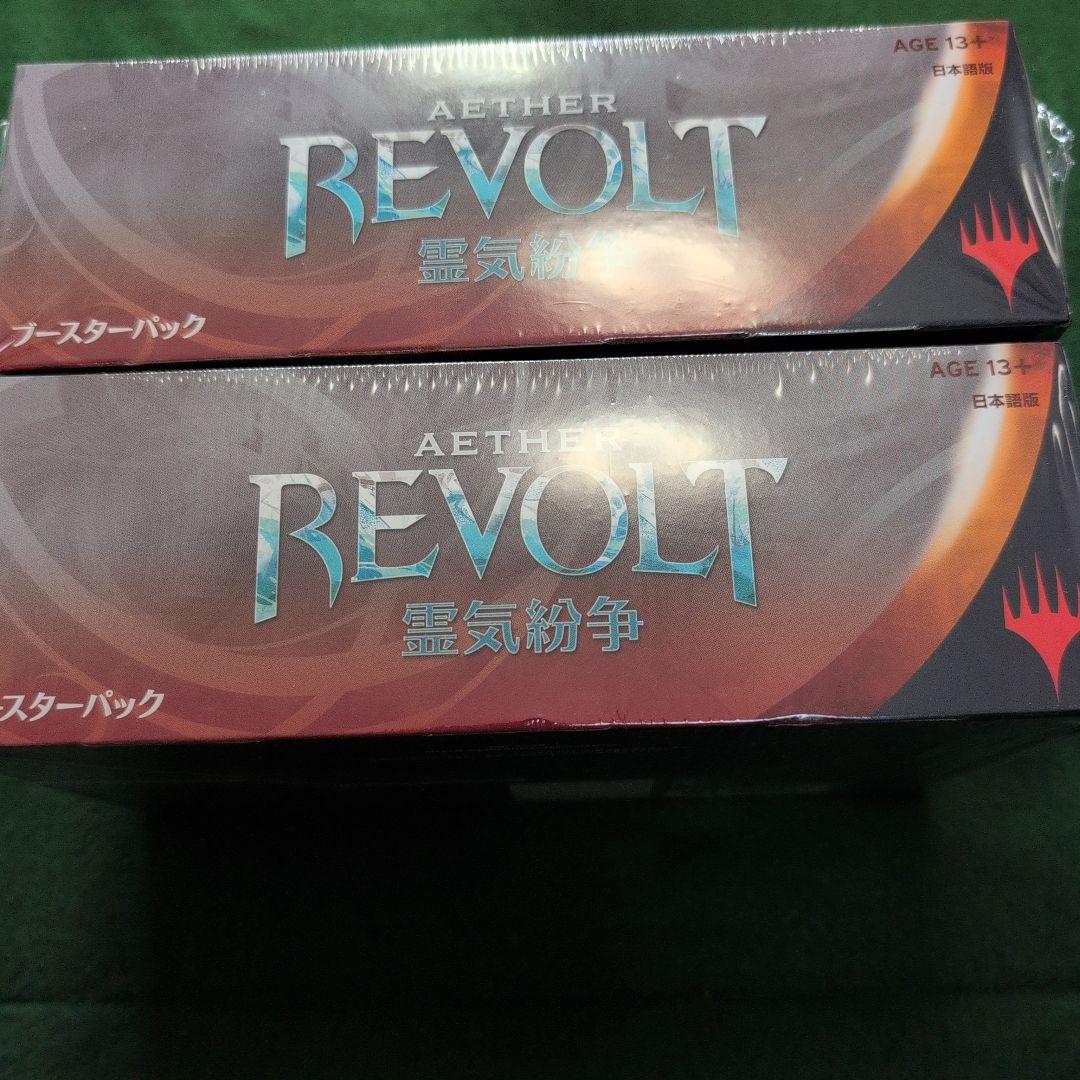 AGE 13+
日本語版
AETHER
REVOLT
霊気紛争
ブースターパック
AGE 13+
日本語版
AETHER
REVOLT
霊気紛争
ースターパック